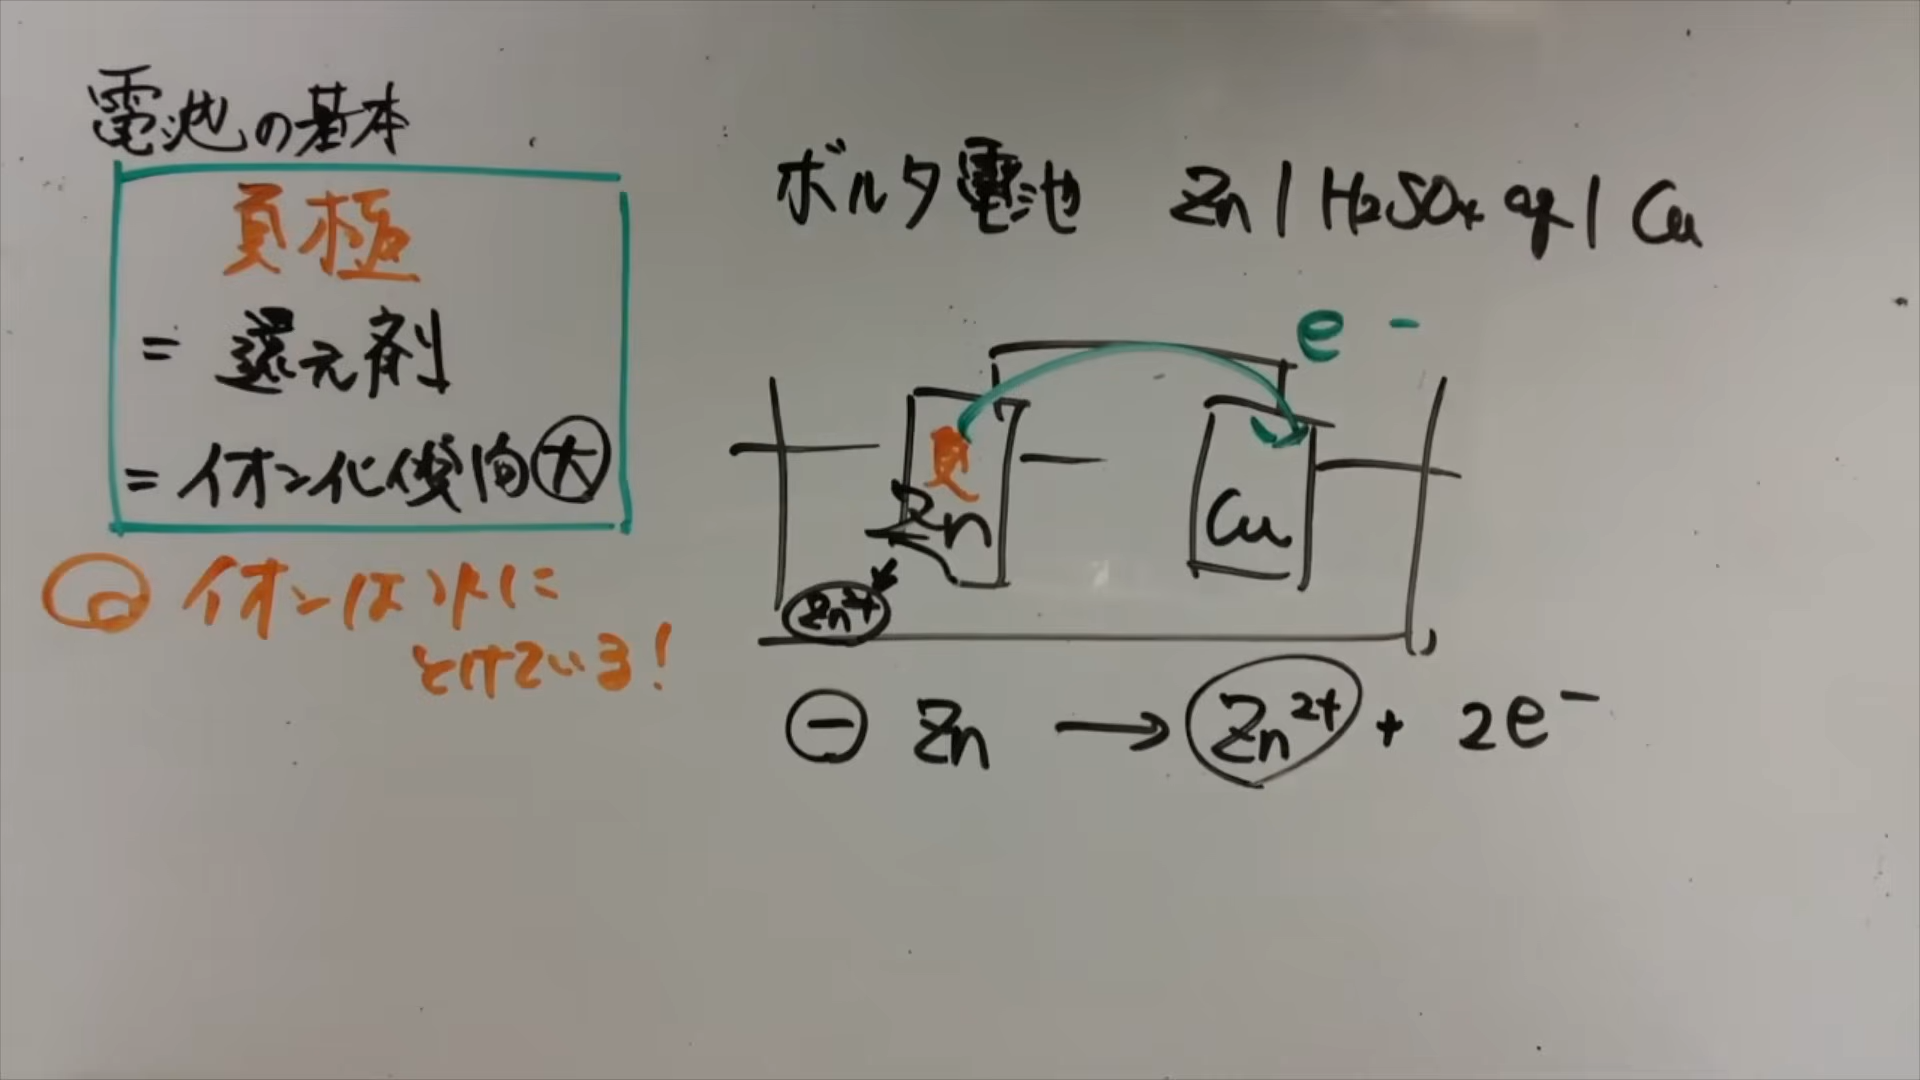 電池の基本
負極
= 還元剤
= イオン化傾向 大
イオンは水に
とけている!
ボルタ電池 Zn | H₂SO₄ aq | Cu
e⁻
負
Zn
Cu
Zn²⁺
⊖ Zn → Zn²⁺ + 2e⁻